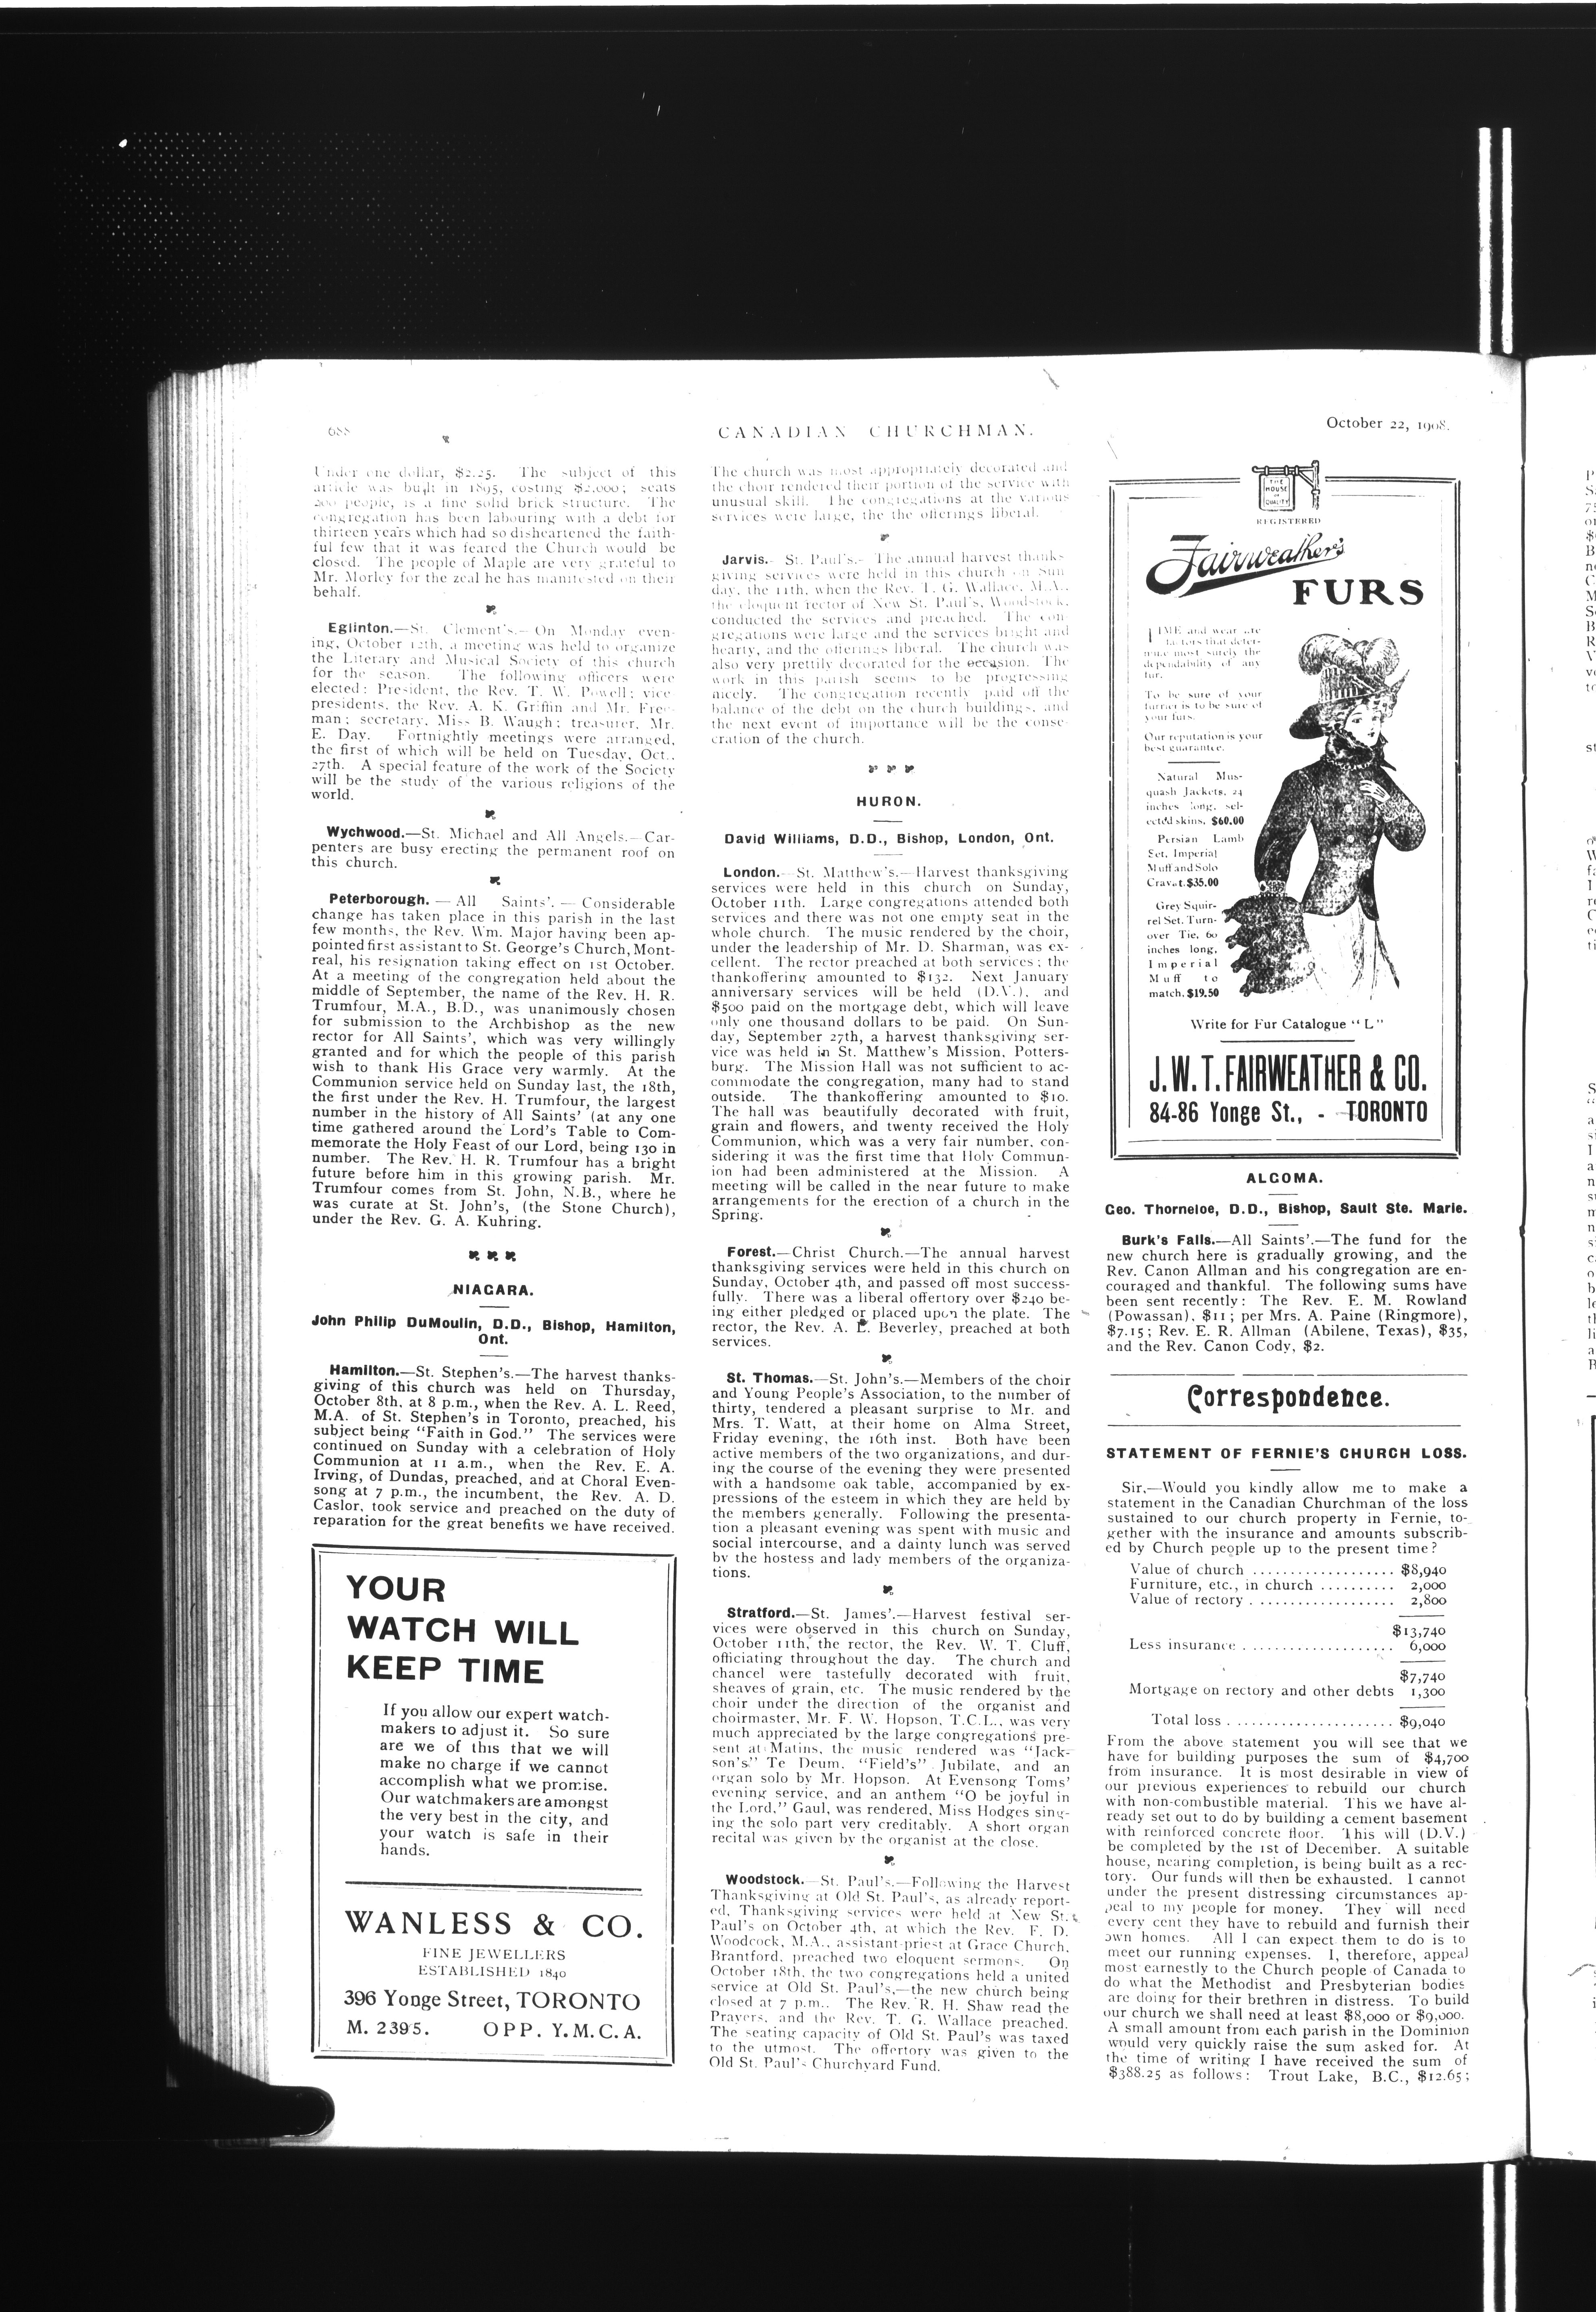 688
CANADIAN CHURCHMAN.
October 22, 1908.
Under one dollar, $2.25. The subject of this
article was built in 1895, costing $2,000; seats
200 people, is a fine solid brick structure. The
congregation has been labouring with a debt for
thirteen years which had so disheartened the faith-
ful few that it was feared the Church would be
closed. The people of Maple are very grateful to
Mr. Morley for the zeal he has manifested on their
behalf.
Eglinton.—St. Clement's.—On Monday even-
ing, October 12th, a meeting was held to organize
the Literary and Musical Society of this church
for the season. The following officers were
elected: President, the Rev. T. W. Powell; vice-
presidents, the Rev. A. K. Griffin and Mr. Free-
man; secretary, Miss B. Waugh; treasurer, Mr.
E. Day. Fortnightly meetings were arranged,
the first of which will be held on Tuesday, Oct.,
27th. A special feature of the work of the Society
will be the study of the various religions of the
world.
Wychwood.—St. Michael and All Angels.—Car-
penters are busy erecting the permanent roof on
this church.
Peterborough. — All Saints'. — Considerable
change has taken place in this parish in the last
few months, the Rev. Wm. Major having been ap-
pointed first assistant to St. George's Church, Mont-
real, his resignation taking effect on 1st October.
At a meeting of the congregation held about the
middle of September, the name of the Rev. H. R.
Trumfour, M.A., B.D., was unanimously chosen
for submission to the Archbishop as the new
rector for All Saints', which was very willingly
granted and for which the people of this parish
wish to thank His Grace very warmly. At the
Communion service held on Sunday last, the 18th,
the first under the Rev. H. Trumfour, the largest
number in the history of All Saints' (at any one
time gathered around the Lord's Table to Com-
memorate the Holy Feast of our Lord, being 130 in
number. The Rev. H. R. Trumfour has a bright
future before him in this growing parish. Mr.
Trumfour comes from St. John, N.B., where he
was curate at St. John's, (the Stone Church),
under the Rev. G. A. Kuhring.
NIAGARA.
John Philip DuMoulin, D.D., Bishop, Hamilton,
Ont.
Hamilton.—St. Stephen's.—The harvest thanks-
giving of this church was held on Thursday,
October 8th, at 8 p.m., when the Rev. A. L. Reed,
M.A. of St. Stephen's in Toronto, preached, his
subject being "Faith in God." The services were
continued on Sunday with a celebration of Holy
Communion at 11 a.m., when the Rev. E. A.
Irving, of Dundas, preached, and at Choral Even-
song at 7 p.m., the incumbent, the Rev. A. D.
Caslor, took service and preached on the duty of
reparation for the great benefits we have received.
YOUR
WATCH WILL
KEEP TIME
If you allow our expert watch-
makers to adjust it. So sure
are we of this that we will
make no charge if we cannot
accomplish what we promise.
Our watchmakers are amongst
the very best in the city, and
your watch is safe in their
hands.
WANLESS & CO.
FINE JEWELLERS
ESTABLISHED 1840
396 Yonge Street, TORONTO
M. 2395. OPP. Y.M.C.A.
The church was most appropriately decorated and
the choir rendered their portion of the service with
unusual skill. The congregations at the various
services were large, the the offerings liberal.
Jarvis.—St. Paul's.—The annual harvest thanks-
giving services were held in this church on Sun-
day, the 11th, when the Rev. T. G. Wallace, M.A.,
the eloquent rector of New St. Paul's, Woodstock,
conducted the services and preached. The con-
gregations were large and the services bright and
hearty, and the offerings liberal. The church was
also very prettily decorated for the occasion. The
work in this parish seems to be progressing
nicely. The congregation recently paid off the
balance of the debt on the church buildings, and
the next event of importance will be the conse-
cration of the church.
HURON.
David Williams, D.D., Bishop, London, Ont.
London.—St. Matthew's.—Harvest thanksgiving
services were held in this church on Sunday,
October 11th. Large congregations attended both
services and there was not one empty seat in the
whole church. The music rendered by the choir,
under the leadership of Mr. D. Sharman, was ex-
cellent. The rector preached at both services; the
thankoffering amounted to $132. Next January
anniversary services will be held (D.V.), and
$500 paid on the mortgage debt, which will leave
only one thousand dollars to be paid. On Sun-
day, September 27th, a harvest thanksgiving ser-
vice was held in St. Matthew's Mission, Potters-
burg. The Mission Hall was not sufficient to ac-
commodate the congregation, many had to stand
outside. The thankoffering amounted to $10.
The hall was beautifully decorated with fruit,
grain and flowers, and twenty received the Holy
Communion, which was a very fair number, con-
sidering it was the first time that Holy Commun-
ion had been administered at the Mission. A
meeting will be called in the near future to make
arrangements for the erection of a church in the
Spring.
Forest.—Christ Church.—The annual harvest
thanksgiving services were held in this church on
Sunday, October 4th, and passed off most success-
fully. There was a liberal offertory over $240 be-
ing either pledged or placed upon the plate. The
rector, the Rev. A. L. Beverley, preached at both
services.
St. Thomas.—St. John's.—Members of the choir
and Young People's Association, to the number of
thirty, tendered a pleasant surprise to Mr. and
Mrs. T. Watt, at their home on Alma Street,
Friday evening, the 16th inst. Both have been
active members of the two organizations, and dur-
ing the course of the evening they were presented
with a handsome oak table, accompanied by ex-
pressions of the esteem in which they are held by
the members generally. Following the presenta-
tion a pleasant evening was spent with music and
social intercourse, and a dainty lunch was served
by the hostess and lady members of the organiza-
tions.
Stratford.—St. James'.—Harvest festival ser-
vices were observed in this church on Sunday,
October 11th, the rector, the Rev. W. T. Cluff,
officiating throughout the day. The church and
chancel were tastefully decorated with fruit,
sheaves of grain, etc. The music rendered by the
choir under the direction of the organist and
choirmaster, Mr. F. W. Hopson, T.C.L., was very
much appreciated by the large congregations pre-
sent at Matins, the music rendered was "Jack-
son's" Te Deum, "Field's" Jubilate, and an
organ solo by Mr. Hopson. At Evensong Toms'
evening service, and an anthem "O be joyful in
the Lord," Gaul, was rendered, Miss Hodges sing-
ing the solo part very creditably. A short organ
recital was given by the organist at the close.
Woodstock.—St. Paul's.—Following the Harvest
Thanksgiving at Old St. Paul's, as already report-
ed, Thanksgiving services were held at New St.
Paul's on October 4th, at which the Rev. F. D.
Woodcock, M.A., assistant-priest at Grace Church,
Brantford, preached two eloquent sermons. On
October 18th, the two congregations held a united
service at Old St. Paul's,—the new church being
closed at 7 p.m.. The Rev. R. H. Shaw read the
Prayers, and the Rev. T. G. Wallace preached.
The seating capacity of Old St. Paul's was taxed
to the utmost. The offertory was given to the
Old St. Paul's Churchyard Fund.
THE
HOUSE
OF
QUALITY
REGISTERED
Fairweather's
FURS
TIME and wear are
factors that deter-
mine most surely the
dependability of any
fur.
To be sure of your
furrier is to be sure of
your furs.
Our reputation is your
best guarantee.
Natural Mus-
quash Jackets, 24
inches long, sel-
ected skins, $60.00
Persian Lamb
Set, Imperial
Muff and Solo
Cravat. $35.00
Grey Squir-
rel Set, Turn-
over Tie, 60
inches long,
Imperial
Muff to
match. $19.50
Write for Fur Catalogue "L"
J. W. T. FAIRWEATHER & CO.
84-86 Yonge St., - TORONTO
ALGOMA.
Geo. Thorneloe, D.D., Bishop, Sault Ste. Marie.
Burk's Falls.—All Saints'.—The fund for the
new church here is gradually growing, and the
Rev. Canon Allman and his congregation are en-
couraged and thankful. The following sums have
been sent recently: The Rev. E. M. Rowland
(Powassan), $11; per Mrs. A. Paine (Ringmore),
$7.15; Rev. E. R. Allman (Abilene, Texas), $35,
and the Rev. Canon Cody, $2.
Correspondence.
STATEMENT OF FERNIE'S CHURCH LOSS.
Sir,—Would you kindly allow me to make a
statement in the Canadian Churchman of the loss
sustained to our church property in Fernie, to-
gether with the insurance and amounts subscrib-
ed by Church people up to the present time?
Value of church ................... $8,940
Furniture, etc., in church .......... 2,000
Value of rectory ................... 2,800
$13,740
Less insurance .................... 6,000
$7,740
Mortgage on rectory and other debts 1,300
Total loss ...................... $9,040
From the above statement you will see that we
have for building purposes the sum of $4,700
from insurance. It is most desirable in view of
our previous experiences to rebuild our church
with non-combustible material. This we have al-
ready set out to do by building a cement basement
with reinforced concrete floor. This will (D.V.)
be completed by the 1st of December. A suitable
house, nearing completion, is being built as a rec-
tory. Our funds will then be exhausted. I cannot
under the present distressing circumstances ap-
peal to my people for money. They will need
every cent they have to rebuild and furnish their
own homes. All I can expect them to do is to
meet our running expenses. I, therefore, appeal
most earnestly to the Church people of Canada to
do what the Methodist and Presbyterian bodies
are doing for their brethren in distress. To build
our church we shall need at least $8,000 or $9,000.
A small amount from each parish in the Dominion
would very quickly raise the sum asked for. At
the time of writing I have received the sum of
$388.25 as follows: Trout Lake, B.C., $12.65;